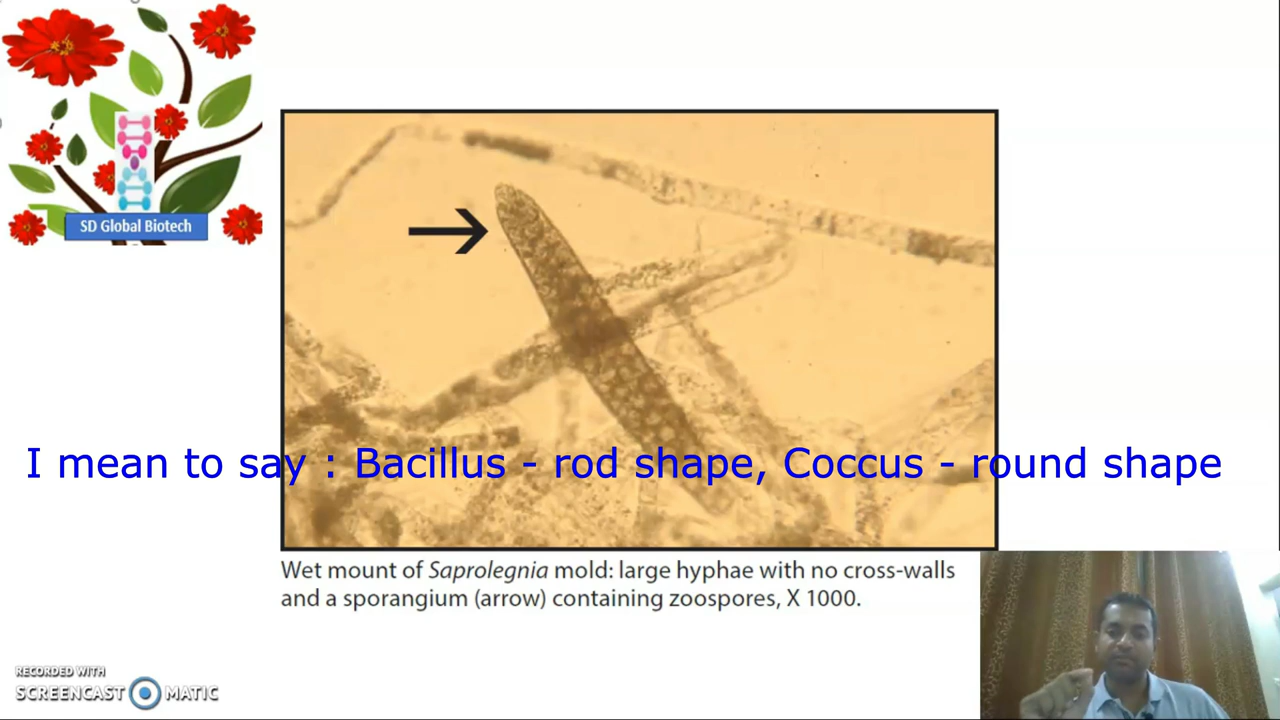 SD Global Biotech
I mean to say : Bacillus - rod shape, Coccus - round shape
Wet mount of Saprolegnia mold: large hyphae with no cross-walls
and a sporangium (arrow) containing zoospores, X 1000.
RECORDED WITH
SCREENCAST MATIC